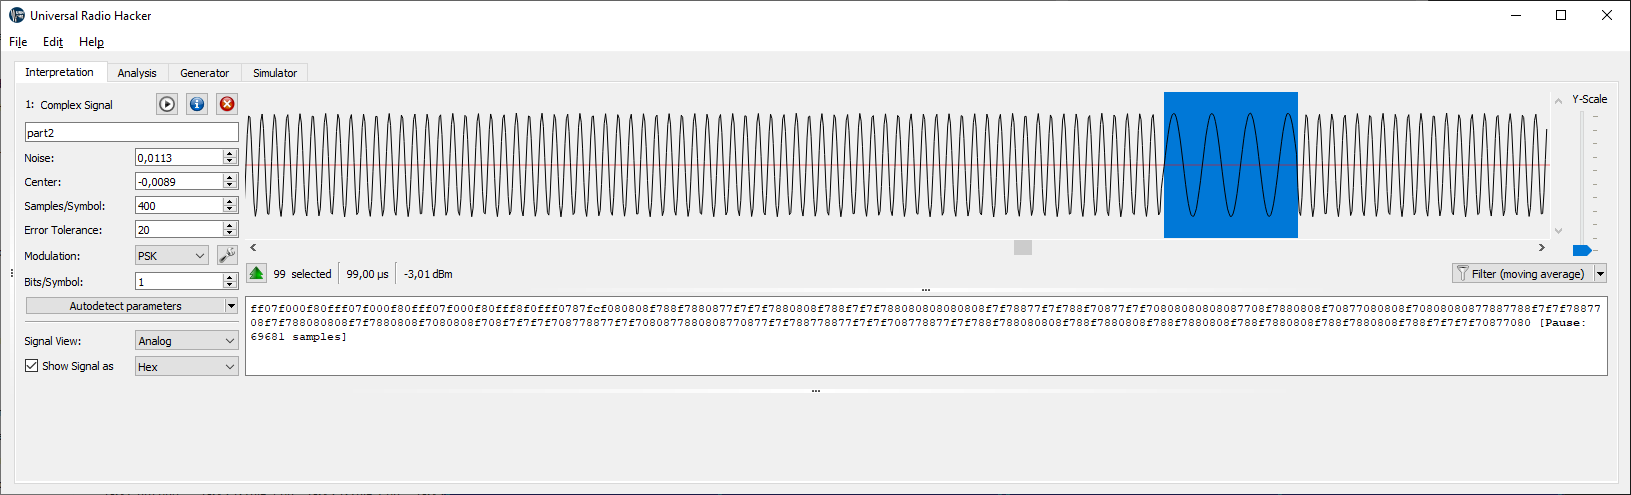 Universal Radio Hacker
File Edit Help
Interpretation Analysis Generator Simulator
1: Complex Signal
Y-Scale
part2
Noise: 0,0113
Center: -0,0089
Samples/Symbol: 400
Error Tolerance: 20
Modulation: PSK
Bits/Symbol: 1
Autodetect parameters
Signal View: Analog
Show Signal as Hex
99 selected 99,00 µs -3,01 dBm
Filter (moving average)
ff07f000f80fff07f000f80fff07f000f80fff8f0fff0787fcf080808f788f7880877f7f7f7880808f788f7f7f788080808080808f7f78877f7f788f70877f7f70808080808087708f7880808f70877080808f70808080877887788f7f7f78877
08f7f788080808f7f7880808f7080808f708f7f7f7f708778877f7f708087788080877f7f788778877f7f7f708778877f7f788f788080808f788f7880808f788f7880808f788f7880808f788f7880808f788f7f7f7f70877080 [Pause:
69681 samples]